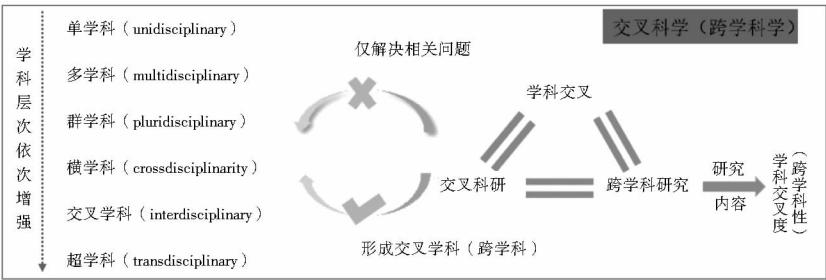 学科层次依次增强
单学科（unidisciplinary）
多学科（multidisciplinary）
群学科（pluridisciplinary）
横学科（crossdisciplinarity）
交叉学科（interdisciplinary）
超学科（transdisciplinary）
仅解决相关问题
形成交叉学科（跨学科）
交叉科学（跨学科学）
学科交叉
交叉科研
跨学科研究
研究
内容
学科交叉度
（跨学科性）